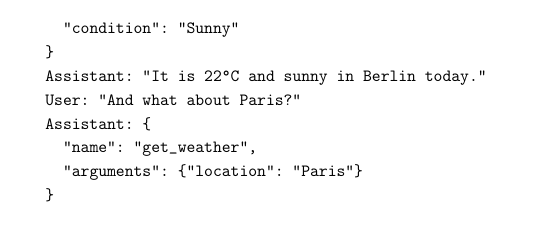 "condition": "Sunny"
}
Assistant: "It is 22°C and sunny in Berlin today."
User: "And what about Paris?"
Assistant: {
"name": "get_weather",
"arguments": {"location": "Paris"}
}